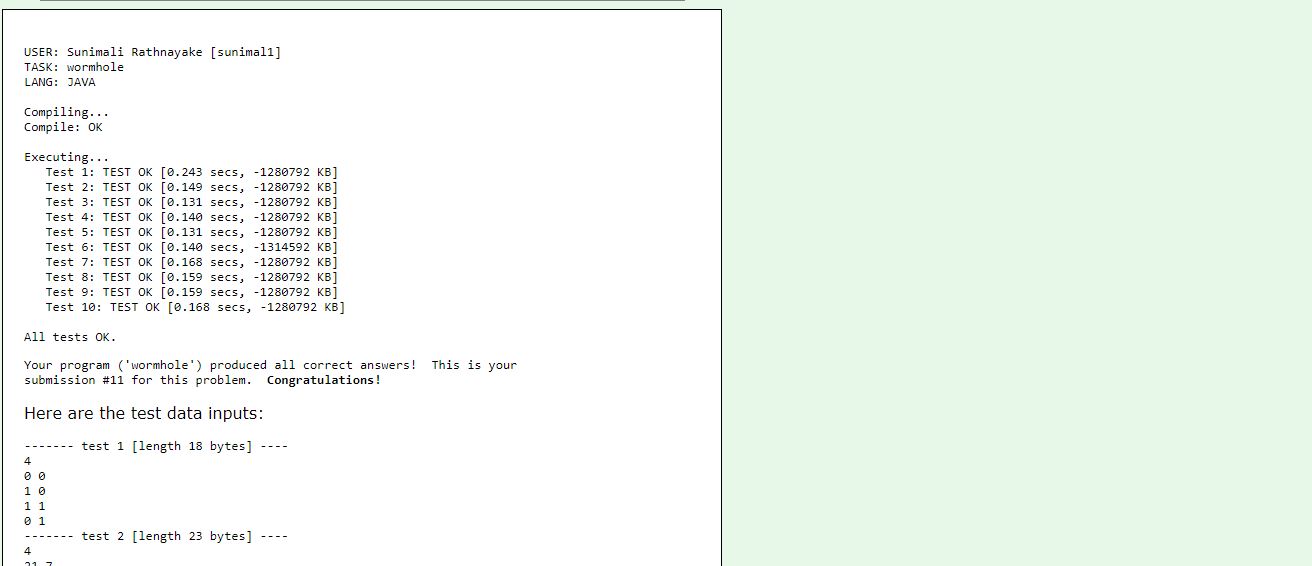 USER: Sunimali Rathnayake [sunimal1]
TASK: wormhole
LANG: JAVA
Compiling...
Compile: OK
Executing...
Test 1: TEST OK [0.243 secs, -1280792 KB]
Test 2: TEST OK [0.149 secs, -1280792 KB]
Test 3: TEST OK [0.131 secs, -1280792 KB]
Test 4: TEST OK [0.140 secs, -1280792 KB]
Test 5: TEST OK [0.131 secs, -1280792 KB]
Test 6: TEST OK [0.140 secs, -1314592 KB]
Test 7: TEST OK [0.168 secs, -1280792 KB]
Test 8: TEST OK [0.159 secs, -1280792 KB]
Test 9: TEST OK [0.159 secs, -1280792 KB]
Test 10: TEST OK [0.168 secs, -1280792 KB]
All tests OK.
Your program ('wormhole') produced all correct answers!  This is your
submission #11 for this problem.  Congratulations!
Here are the test data inputs:
------- test 1 [length 18 bytes] ----
4
0 0
1 0
1 1
0 1
------- test 2 [length 23 bytes] ----
4